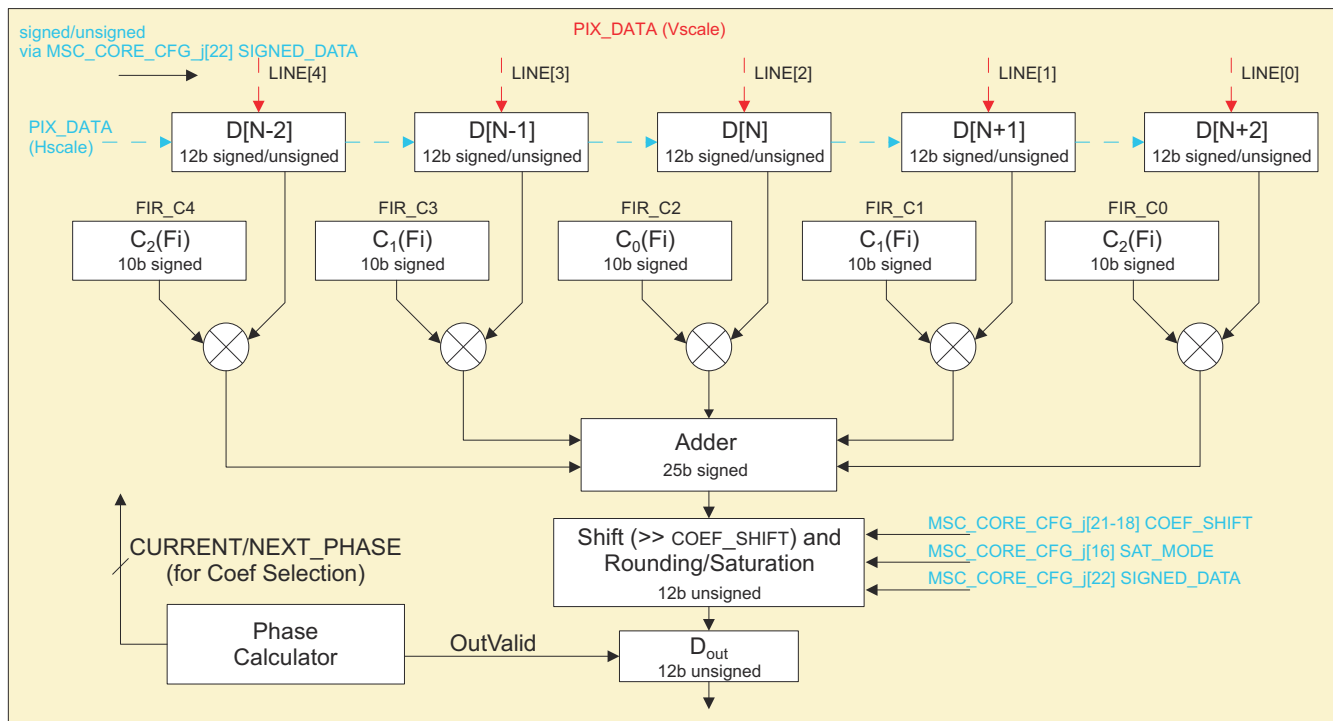 signed/unsigned
via MSC_CORE_CFG_j[22] SIGNED_DATA
PIX_DATA (Vscale)
LINE[4]
LINE[3]
LINE[2]
LINE[1]
LINE[0]
PIX_DATA
(Hscale)
D[N-2]
12b signed/unsigned
D[N-1]
12b signed/unsigned
D[N]
12b signed/unsigned
D[N+1]
12b signed/unsigned
D[N+2]
12b signed/unsigned
FIR_C4
C₂(Fi)
10b signed
FIR_C3
C₁(Fi)
10b signed
FIR_C2
C₀(Fi)
10b signed
FIR_C1
C₁(Fi)
10b signed
FIR_C0
C₂(Fi)
10b signed
Adder
25b signed
Shift (>> COEF_SHIFT) and
Rounding/Saturation
12b unsigned
MSC_CORE_CFG_j[21-18] COEF_SHIFT
MSC_CORE_CFG_j[16] SAT_MODE
MSC_CORE_CFG_j[22] SIGNED_DATA
CURRENT/NEXT_PHASE
(for Coef Selection)
Phase
Calculator
OutValid
Dout
12b unsigned